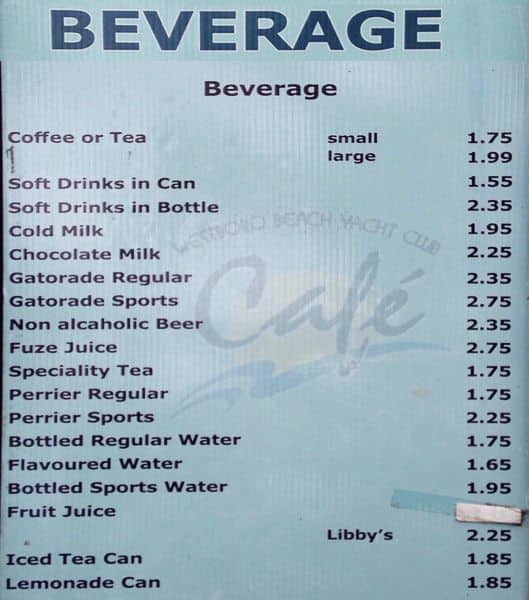 BEVERAGE
Beverage
Coffee or Tea small 1.75
large 1.99
Soft Drinks in Can 1.55
Soft Drinks in Bottle 2.35
Cold Milk 1.95
WESTBORO BEACH YACHT CLUB
Chocolate Milk 2.25
Gatorade Regular 2.35
Gatorade Sports 2.75
Café
Non alcaholic Beer 2.35
Fuze Juice 2.75
Speciality Tea 1.75
Perrier Regular 1.75
Perrier Sports 2.25
Bottled Regular Water 1.75
Flavoured Water 1.65
Bottled Sports Water 1.95
Fruit Juice
Libby's 2.25
Iced Tea Can 1.85
Lemonade Can 1.85